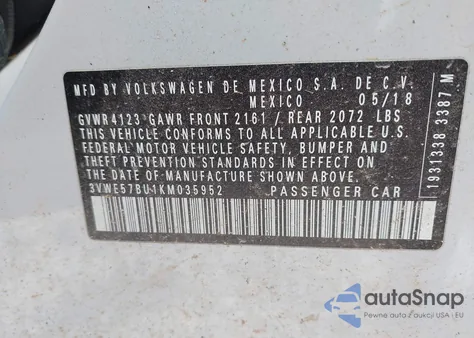 MFD BY VOLKSWAGEN DE MEXICO S.A. DE C.V.
MEXICO 05/18
GVWR4123 GAWR FRONT 2161/REAR 2072 LBS
THIS VEHICLE CONFORMS TO ALL APPLICABLE U.S.
FEDERAL MOTOR VEHICLE SAFETY, BUMPER AND
THEFT PREVENTION STANDARDS IN EFFECT ON THE
DATE OF MANUFACTURE SHOWN ABOVE.
3VWE57BU1KM035952 PASSENGER CAR
1931338 3387 M
autoSnap
Pewne auta z aukcji USA i EU